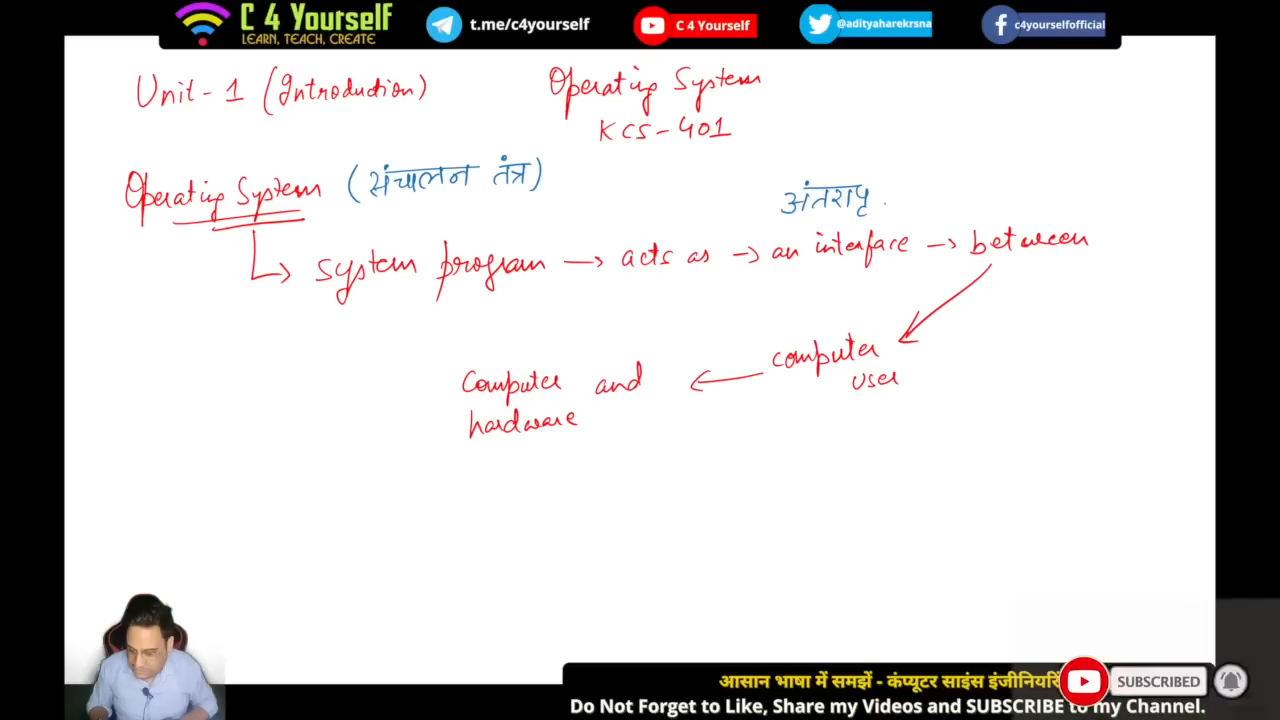 C 4 Yourself
LEARN, TEACH, CREATE
t.me/c4yourself
C 4 Yourself
@adityaharekrsna
c4yourselfofficial
Unit - 1 (Introduction)
Operating System
KCS - 401
Operating System (संचालन तंत्र)
अंतरापृ
system program → acts as → an interface → between
computer
user
Computer and
hardware
आसान भाषा में समझें - कंप्यूटर साइंस इंजीनियरिं
SUBSCRIBED
Do Not Forget to Like, Share my Videos and SUBSCRIBE to my Channel.